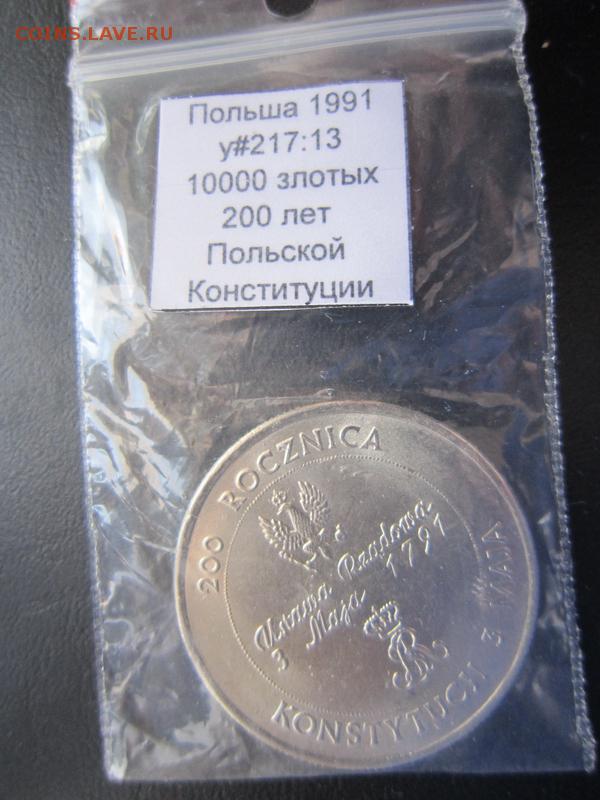 COINS.LAVE.RU
Польша 1991
y#217:13
10000 злотых
200 лет
Польской
Конституции
200 ROCZNICA
KONSTYTUCJI 3 MAJA
Ustawa Rządowa
3 Maja 1791